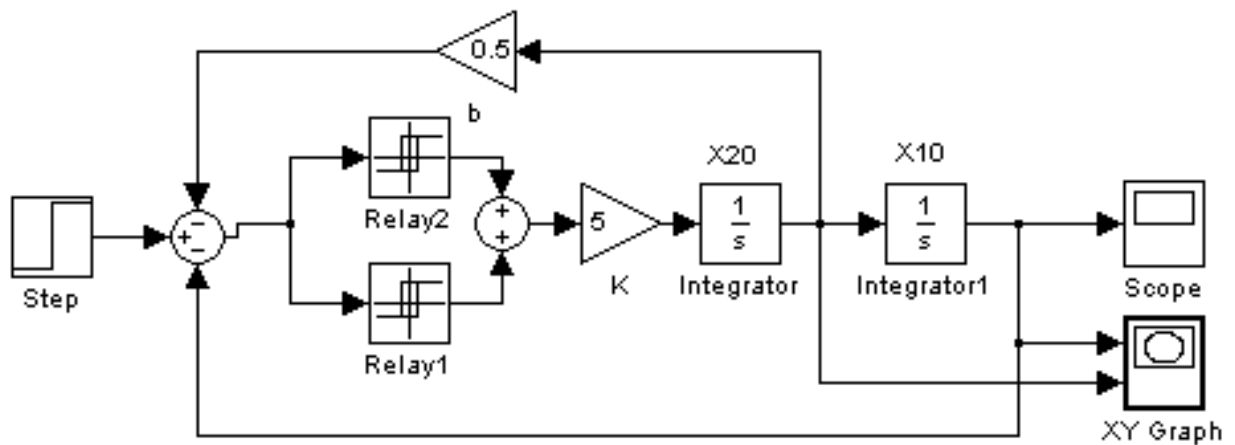 0.5
b
Relay2
Step
Relay1
5
K
X20
1
s
Integrator
X10
1
s
Integrator1
Scope
XY Graph